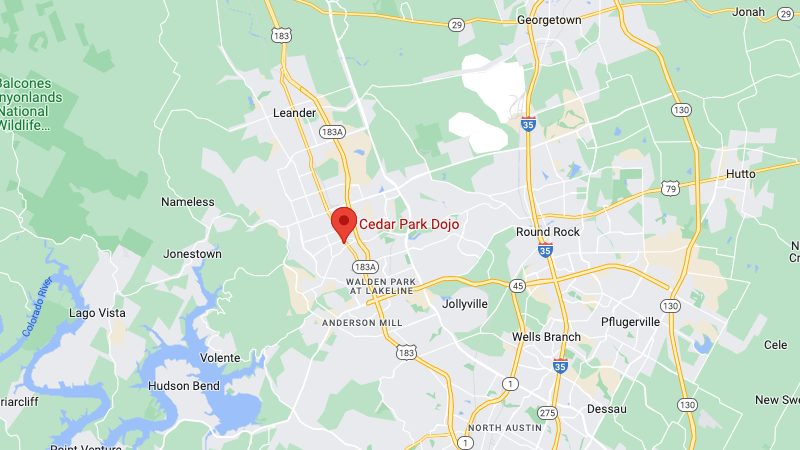 Georgetown
Jonah
29
29
183
Balcones
nyonlands
National
Wildlife...
130
Leander
35
183A
Hutto
79
Nameless
Cedar Park Dojo
Round Rock
35
Jonestown
183A
WALDEN PARK
AT LAKELINE
45
Colorado River
Jollyville
130
Lago Vista
ANDERSON MILL
Pflugerville
Wells Branch
Cele
183
Volente
35
Hudson Bend
1
riarcliff
New Swe
130
275
Dessau
NORTH AUSTIN
1
Point Venture